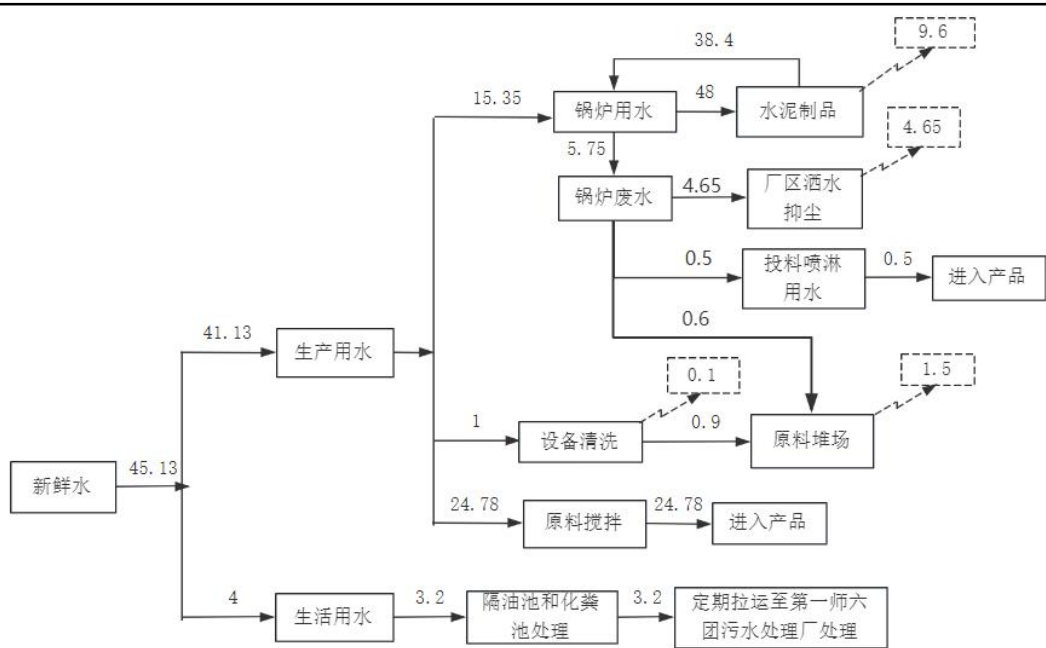 9.6
38.4
15.35
锅炉用水
48
水泥制品
4.65
5.75
锅炉废水
4.65
厂区洒水
抑尘
0.5
投料喷淋
用水
0.5
进入产品
0.6
41.13
生产用水
0.1
1.5
1
设备清洗
0.9
原料堆场
新鲜水
45.13
24.78
原料搅拌
24.78
进入产品
4
生活用水
3.2
隔油池和化粪
池处理
3.2
定期拉运至第一师六
团污水处理厂处理